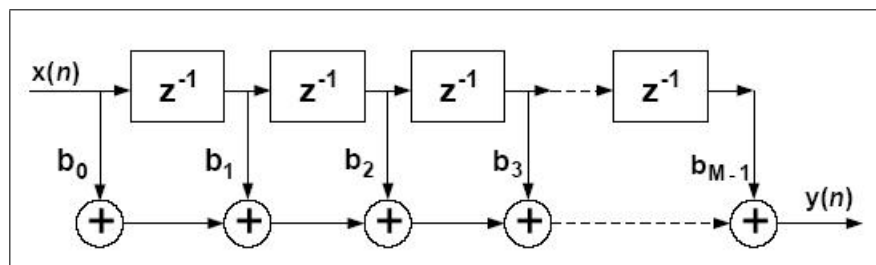 x(n)
z⁻¹ z⁻¹ z⁻¹ z⁻¹
b₀ b₁ b₂ b₃ b_M-1
y(n)
+ + + + +